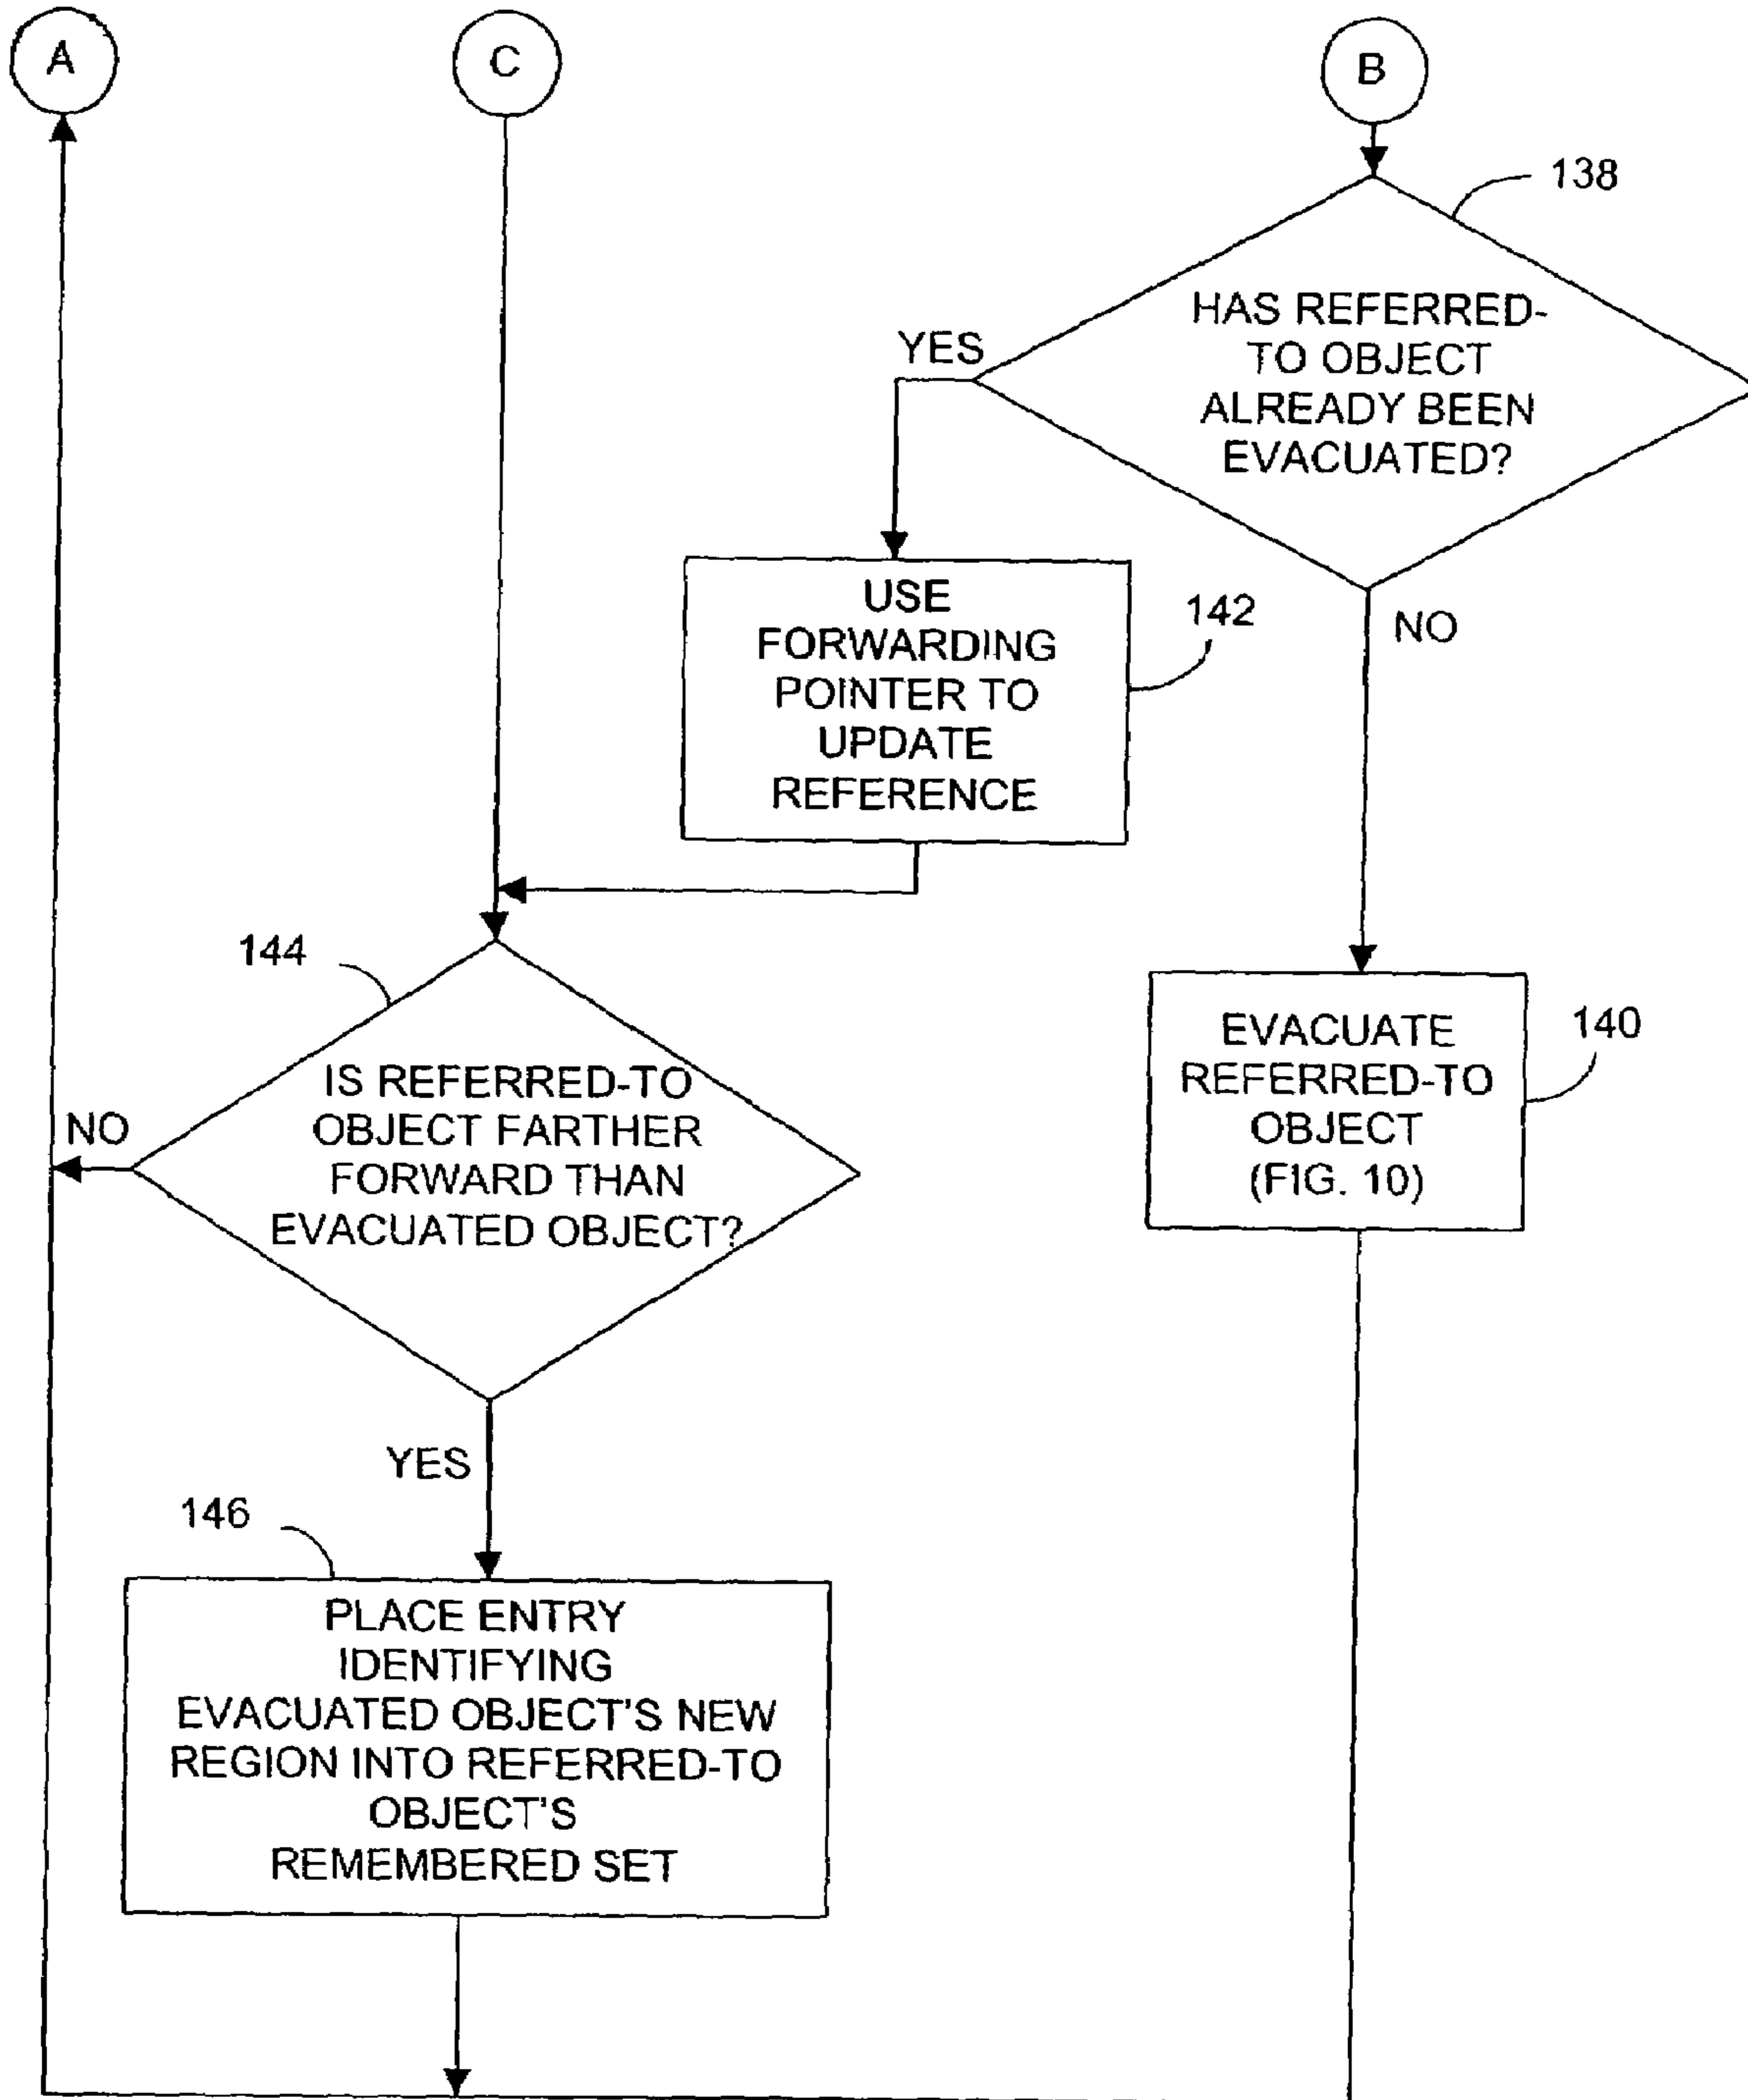 A
C
B
138
HAS REFERRED-
TO OBJECT
ALREADY BEEN
EVACUATED?
YES
NO
USE
FORWARDING
POINTER TO
UPDATE
REFERENCE
142
144
IS REFERRED-TO
OBJECT FARTHER
FORWARD THAN
EVACUATED OBJECT?
NO
YES
EVACUATE
REFERRED-TO
OBJECT
(FIG. 10)
140
146
PLACE ENTRY
IDENTIFYING
EVACUATED OBJECT'S NEW
REGION INTO REFERRED-TO
OBJECT'S
REMEMBERED SET